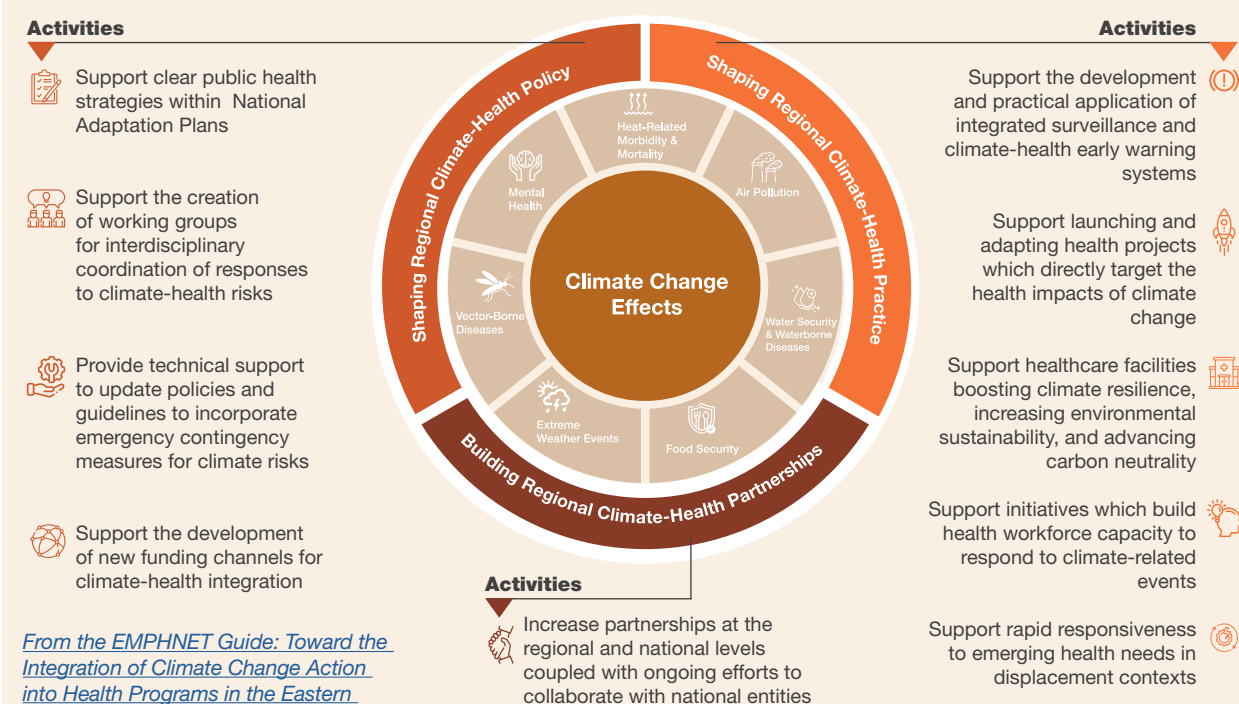 Activities
Support clear public health
strategies within National
Adaptation Plans
Support the creation
of working groups
for interdisciplinary
coordination of responses
to climate-health risks
Provide technical support
to update policies and
guidelines to incorporate
emergency contingency
measures for climate risks
Support the development
of new funding channels for
climate-health integration
From the EMPHNET Guide: Toward the
Integration of Climate Change Action
into Health Programs in the Eastern
Shaping Regional Climate-Health Policy
Shaping Regional Climate-Health Practice
Building Regional Climate-Health Partnerships
Heat-Related
Morbidity &
Mortality
Air Pollution
Water Security
& Waterborne
Diseases
Food Security
Extreme
Weather Events
Vector-Borne
Diseases
Mental
Health
Climate Change
Effects
Activities
Increase partnerships at the
regional and national levels
coupled with ongoing efforts to
collaborate with national entities
Activities
Support the development
and practical application of
integrated surveillance and
climate-health early warning
systems
Support launching and
adapting health projects
which directly target the
health impacts of climate
change
Support healthcare facilities
boosting climate resilience,
increasing environmental
sustainability, and advancing
carbon neutrality
Support initiatives which build
health workforce capacity to
respond to climate-related
events
Support rapid responsiveness
to emerging health needs in
displacement contexts